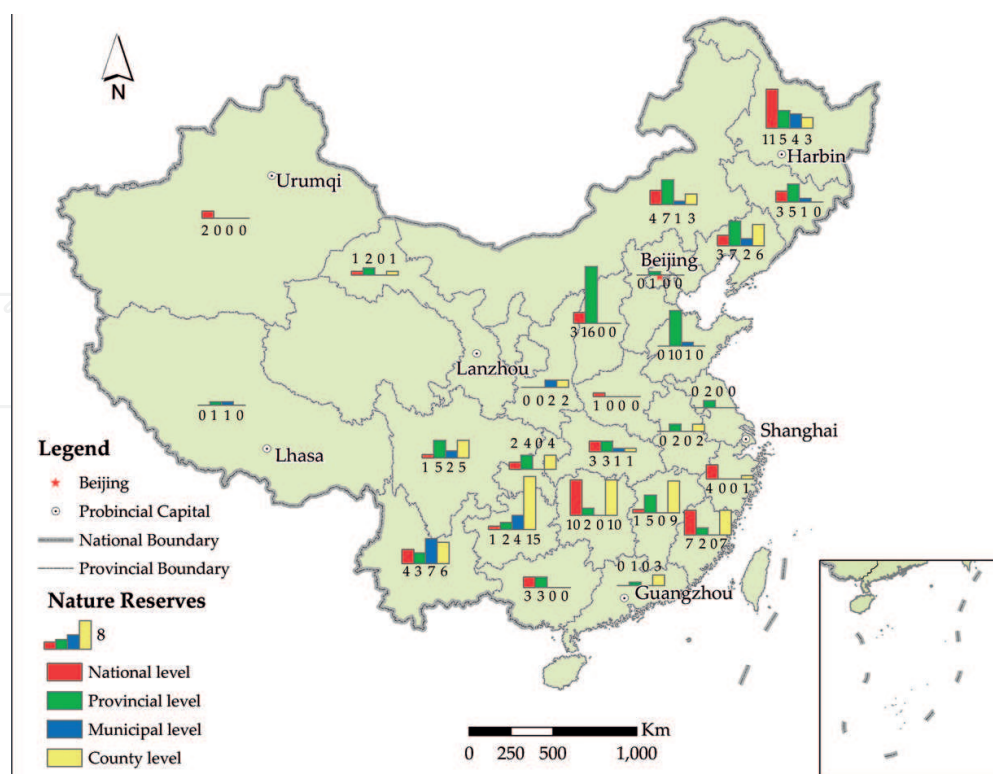 N
11 5 4 3
Harbin
Urumqi
3 5 1 0
4 7 1 3
2 0 0 0
3 7 2 6
Beijing
1 2 0 1
0 1 0 0
3 16 0 0
0 10 1 0
Lanzhou
0 0 2 2
1 0 0 0
0 2 0 0
0 1 1 0
0 2 0 2
Shanghai
Lhasa
1 5 2 5
2 4 0 4
3 3 1 1
4 0 0 1
10 2 0 10
1 5 0 9
1 2 4 15
7 2 0 7
4 3 7 6
3 3 0 0
0 1 0 3
Guangzhou
Legend
Beijing
Probincial Capital
National Boundary
Provincial Boundary
Nature Reserves
8
National level
Provincial level
Municipal level
County level
Km
0 250 500 1,000